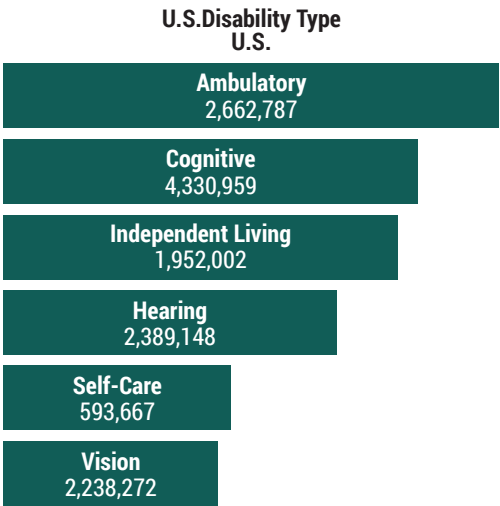 U.S.Disability Type
U.S.
Ambulatory
2,662,787
Cognitive
4,330,959
Independent Living
1,952,002
Hearing
2,389,148
Self-Care
593,667
Vision
2,238,272